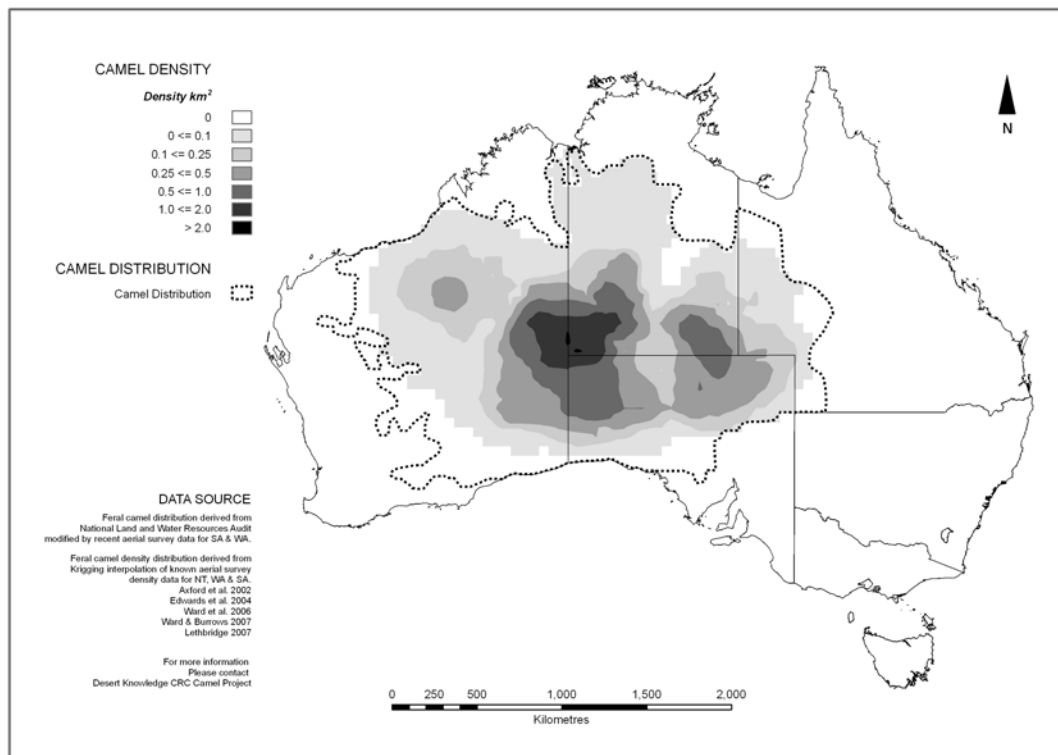 CAMEL DENSITY
Density km²
0
0 <= 0.1
0.1 <= 0.25
0.25 <= 0.5
0.5 <= 1.0
1.0 <= 2.0
> 2.0
CAMEL DISTRIBUTION
Camel Distribution
N
DATA SOURCE
Feral camel distribution derived from
National Land and Water Resources Audit
modified by recent aerial survey data for SA & WA.
Feral camel density distribution derived from
Krigging interpolation of known aerial survey
density data for NT, WA & SA.
Axford et al. 2002
Edwards et al. 2004
Ward et al. 2006
Ward & Burrows 2007
Lethbridge 2007
For more information
Please contact
Desert Knowledge CRC Camel Project
0 250 500 1,000 1,500 2,000
Kilometres